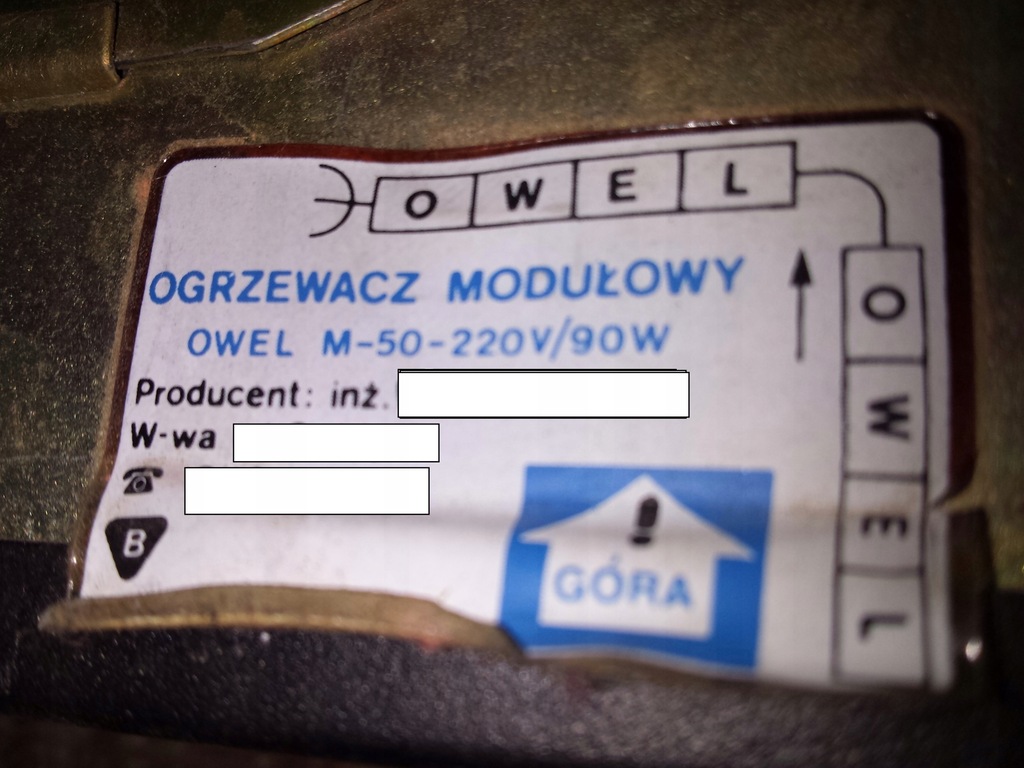 OWEL
OGRZEWACZ MODUŁOWY
OWEL M-50-220V/90W
Producent: inż.
W-wa
B
GÓRA
OWEL